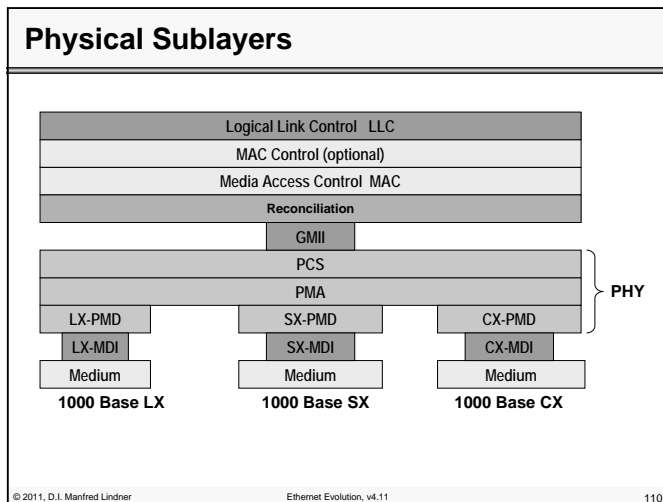 Physical Sublayers
Logical Link Control LLC
MAC Control (optional)
Media Access Control MAC
Reconciliation
GMII
PCS
PMA
PHY
LX-PMD SX-PMD CX-PMD
LX-MDI SX-MDI CX-MDI
Medium Medium Medium
1000 Base LX 1000 Base SX 1000 Base CX
© 2011, D.I. Manfred Lindner Ethernet Evolution, v4.11 110